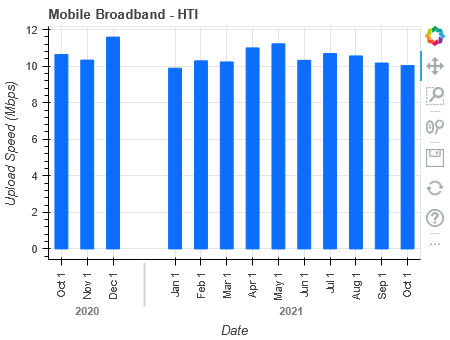 Mobile Broadband - HTI
Upload Speed (Mbps)
12
10
8
6
4
2
0
Oct 1
Nov 1
Dec 1
Jan 1
Feb 1
Mar 1
Apr 1
May 1
Jun 1
Jul 1
Aug 1
Sep 1
Oct 1
2020
2021
Date